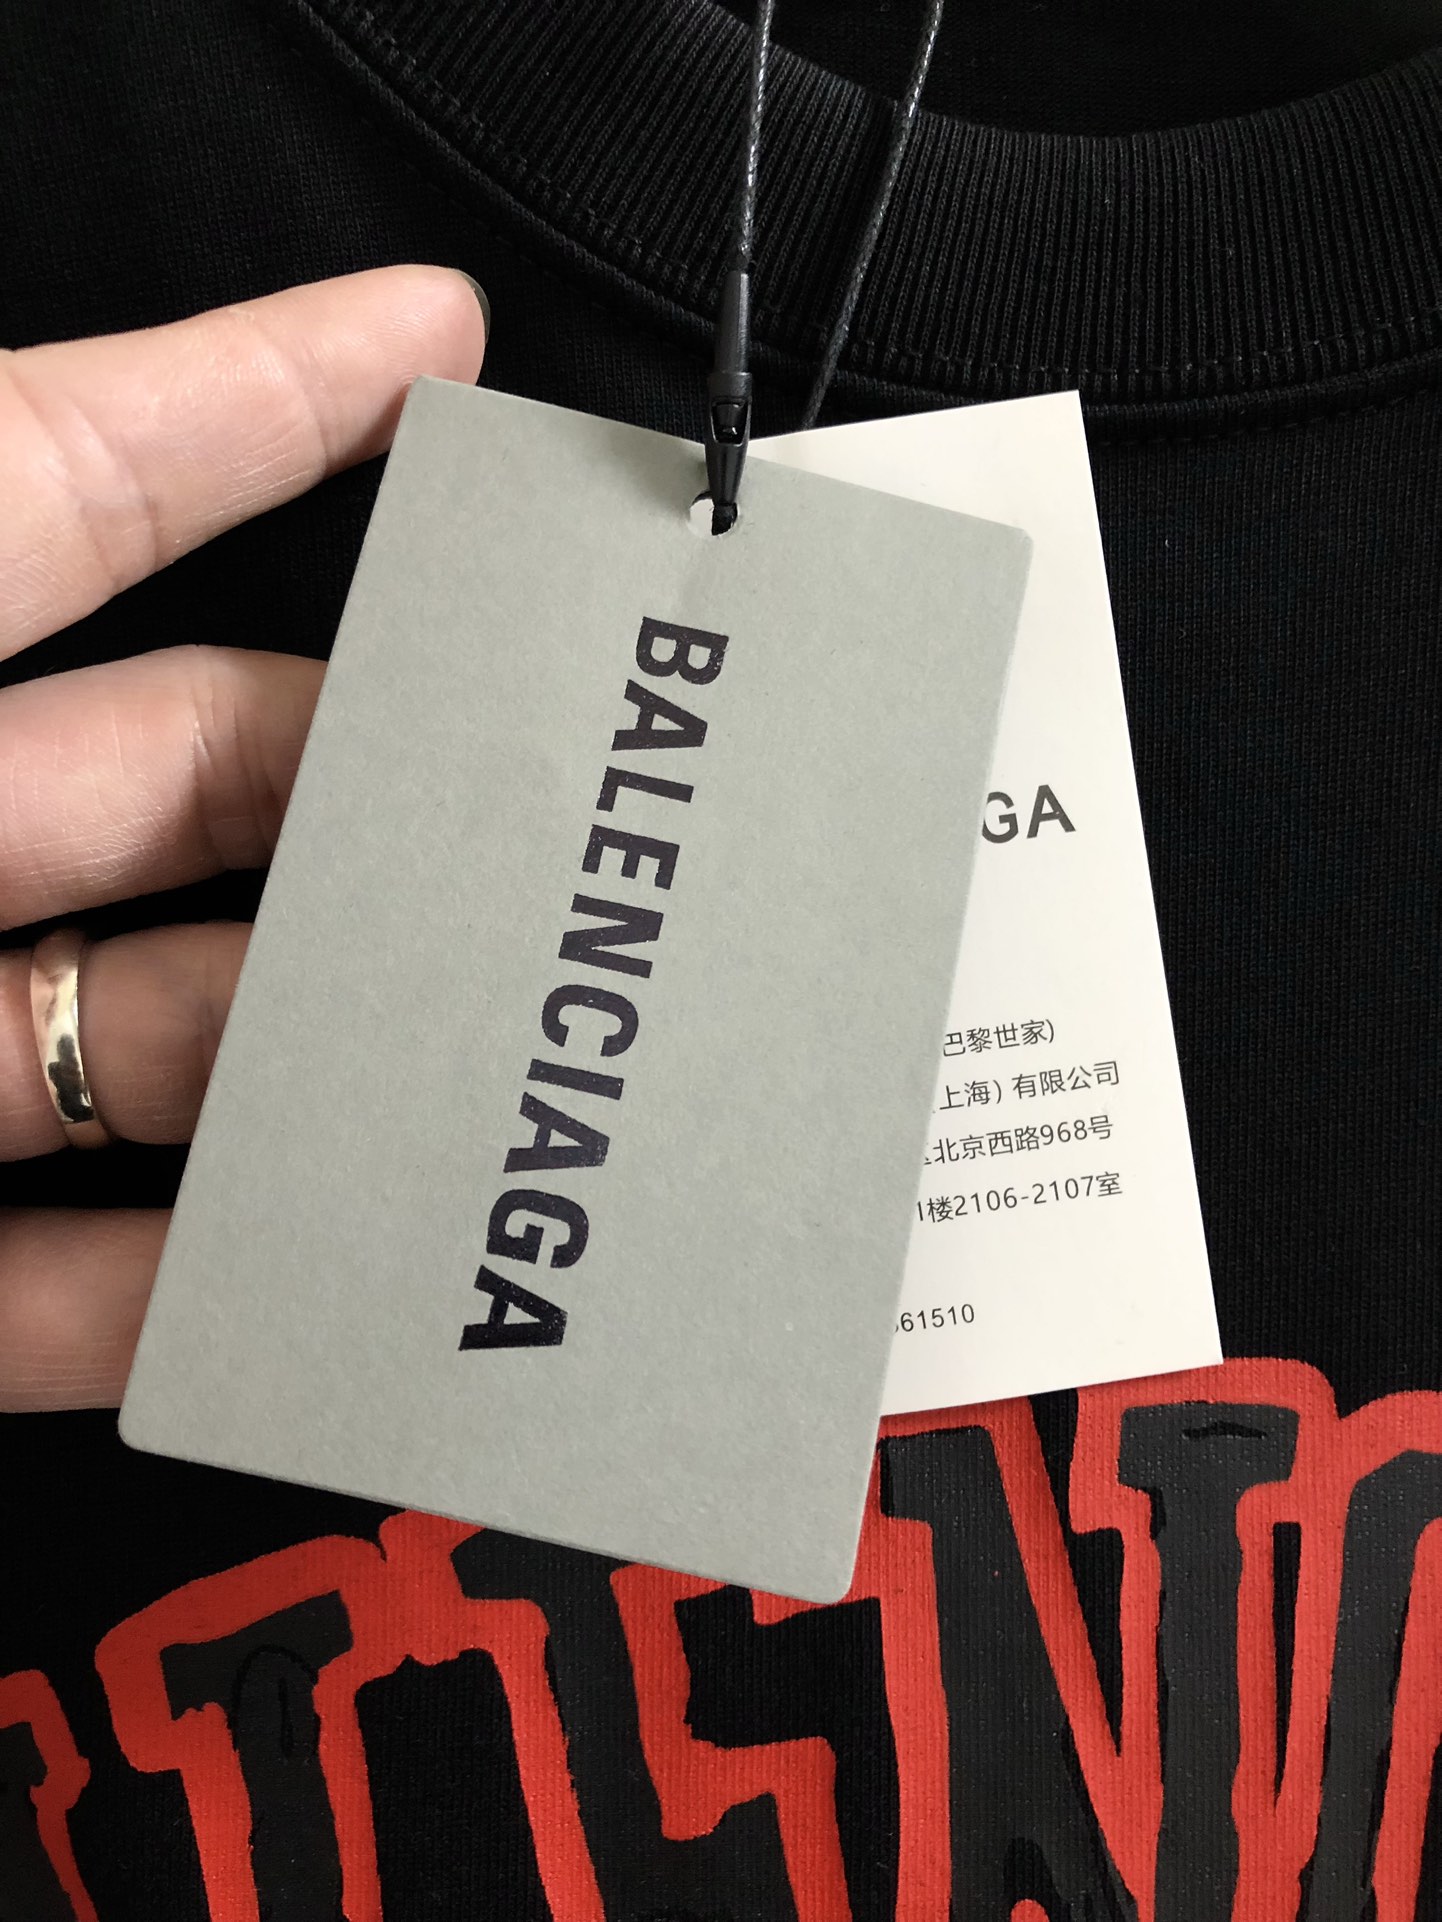 BALENCIAGA
GA
巴黎世家)
上海) 有限公司
北京西路968号
1楼2106-2107室
61510